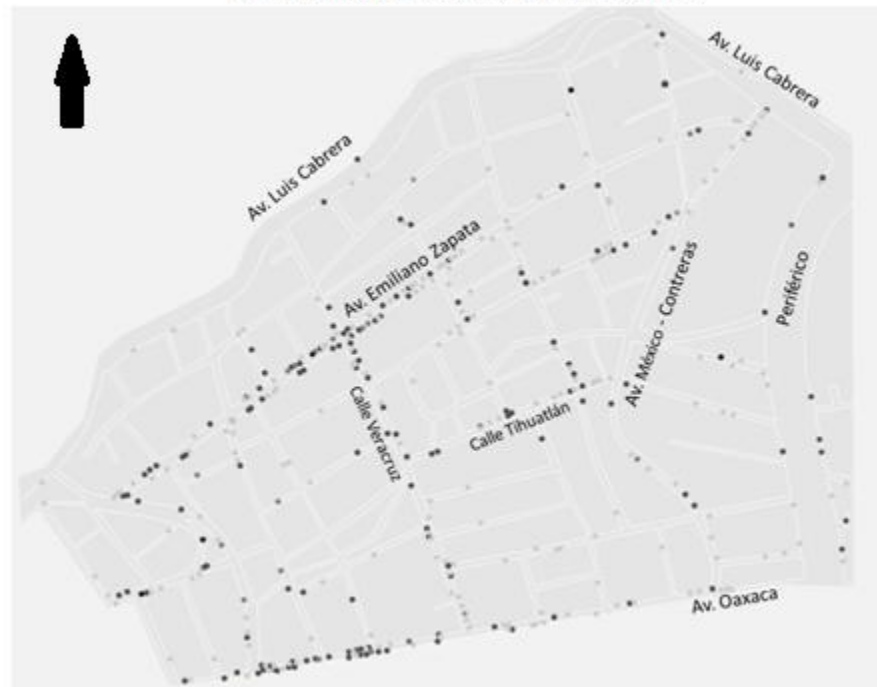 Av. Luis Cabrera
Av. Luis Cabrera
Av. Emiliano Zapata
Periférico
Av. México - Contreras
Calle Veracruz
Calle Tihuatlán
Av. Oaxaca